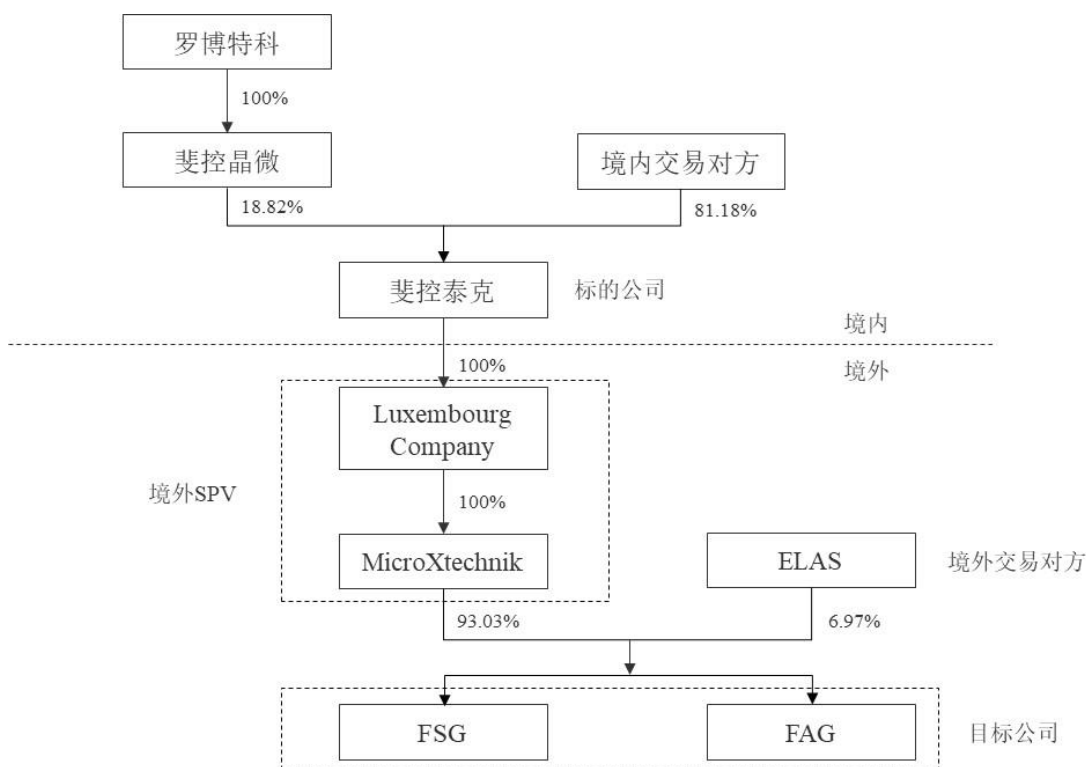 罗博特科
100%
斐控晶微
境内交易对方
18.82%
81.18%
斐控泰克
标的公司
境内
100%
境外
Luxembourg
Company
境外SPV
100%
MicroXtechnik
ELAS
境外交易对方
93.03%
6.97%
FSG
FAG
目标公司